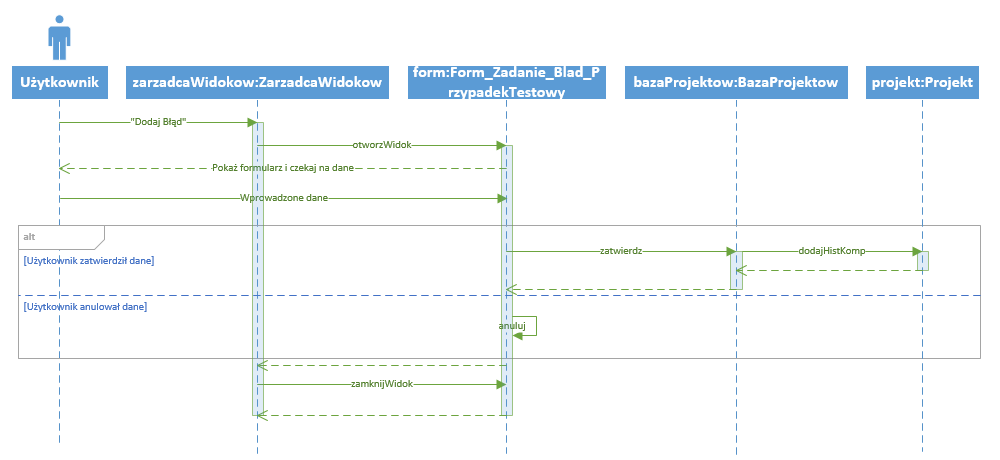 Użytkownik
zarzadcaWidokow:ZarzadcaWidokow
form:Form_Zadanie_Blad_P
rzypadekTestowy
bazaProjektow:BazaProjektow
projekt:Projekt
"Dodaj Błąd"
otworzWidok
Pokaż formularz i czekaj na dane
Wprowadzone dane
alt
[Użytkownik zatwierdził dane]
zatwierdz
dodajHistKomp
[Użytkownik anulował dane]
anuluj
zamknijWidok